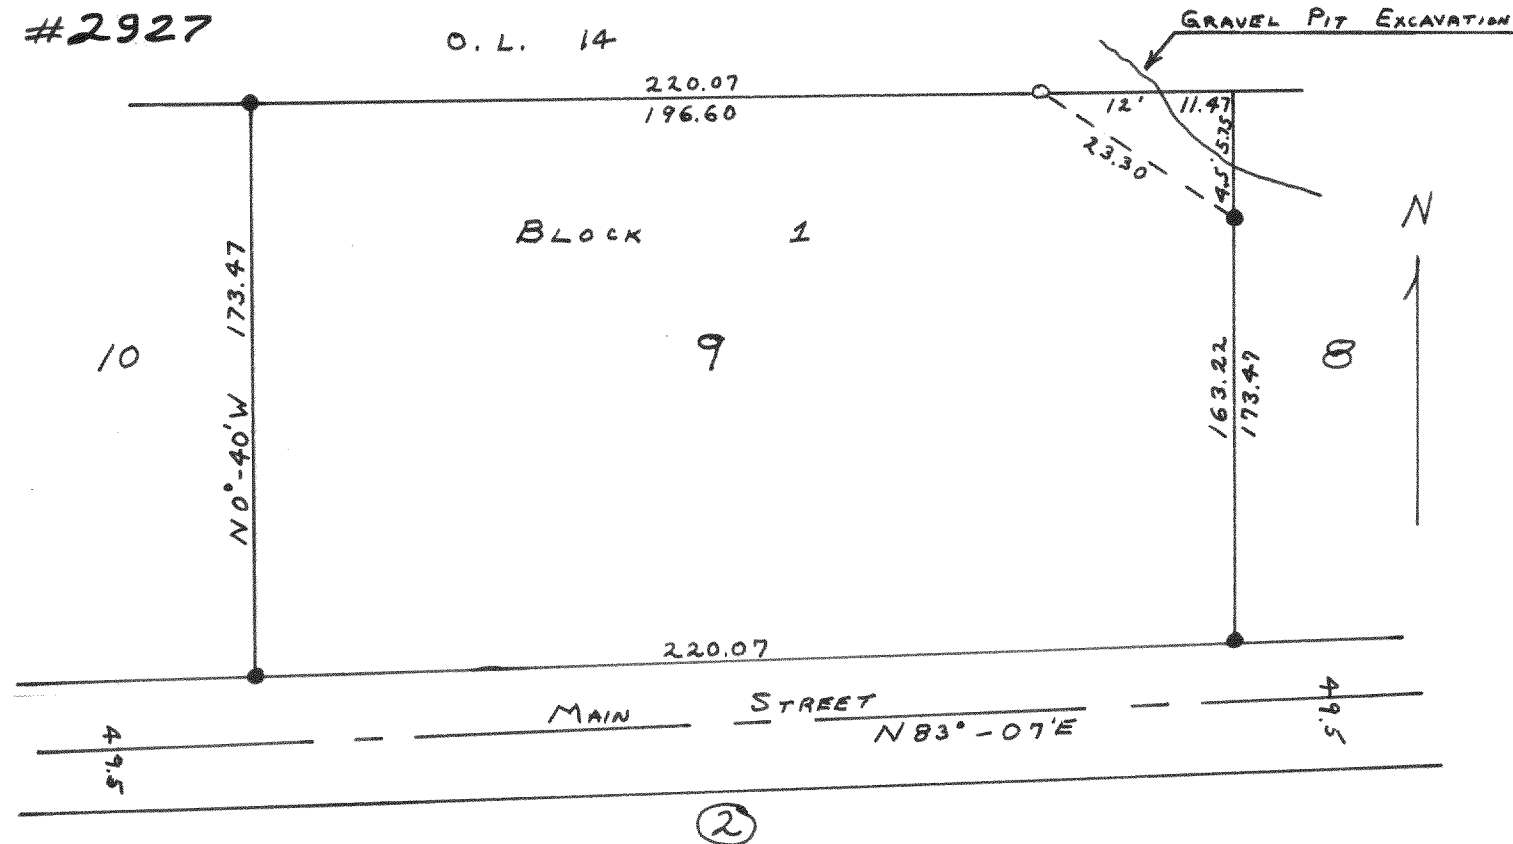 #2927
O. L. 14
GRAVEL PIT EXCAVATION
220.07
196.60
12'
11.47
5.75
4.5'
23.30
BLOCK 1
N
N0°-40'W 173.47
10
9
163.22
173.47
8
220.07
MAIN STREET
N83°-07'E
49.5
49.5
2